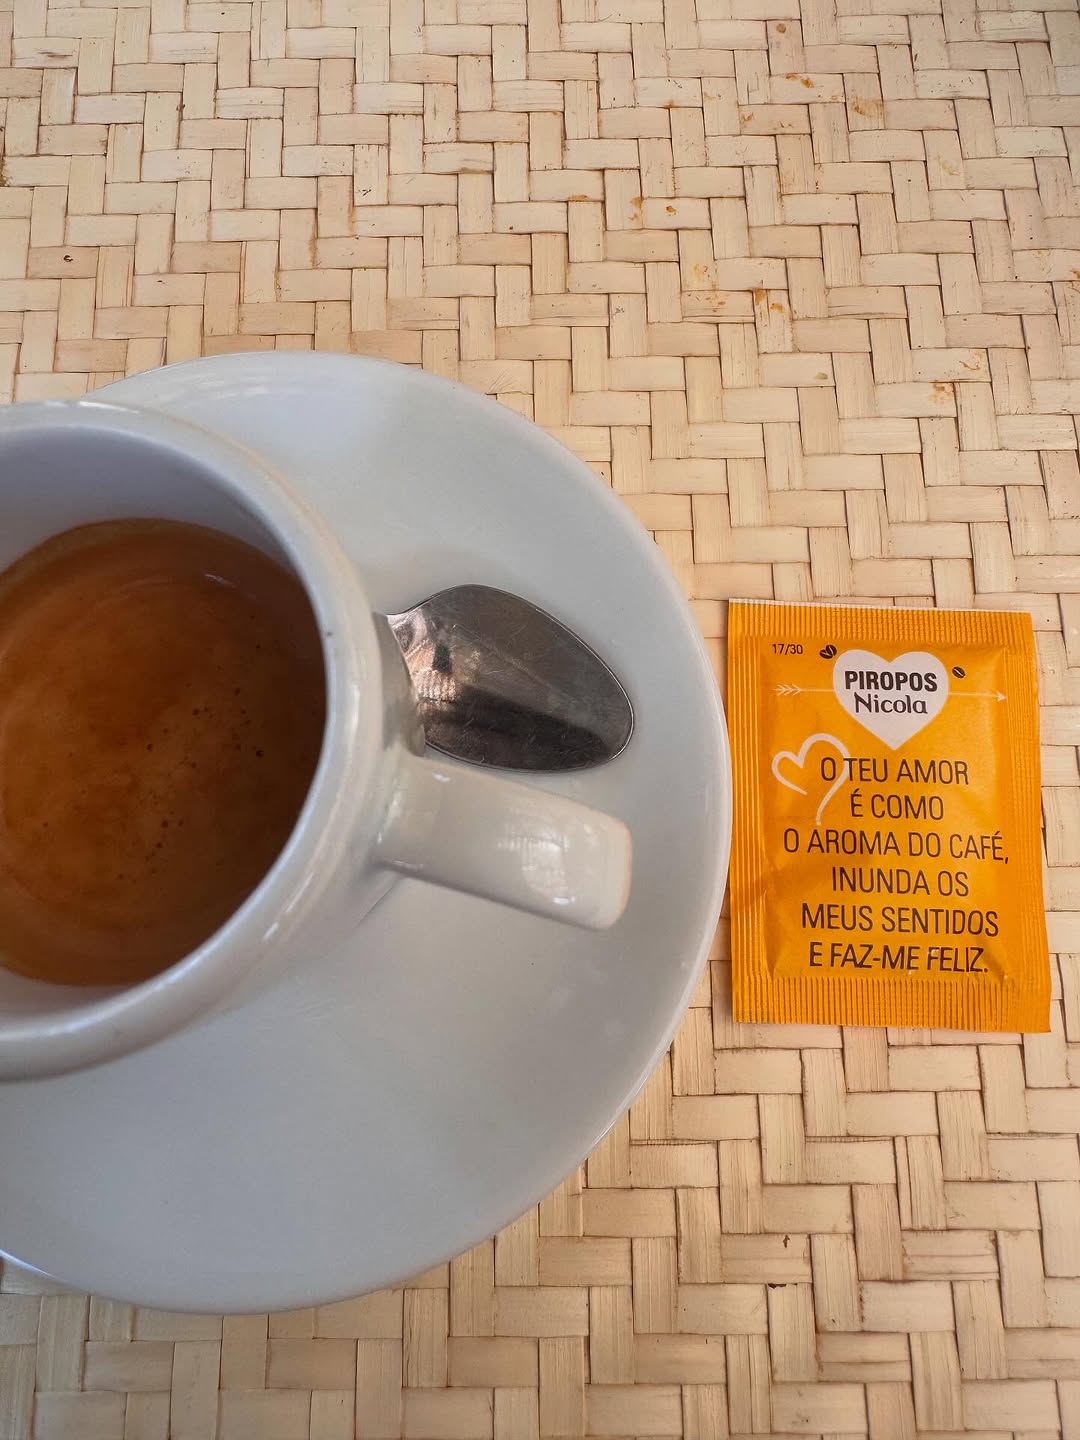 17/30
PIROPOS
Nicola
O TEU AMOR
É COMO
O AROMA DO CAFÉ,
INUNDA OS
MEUS SENTIDOS
E FAZ-ME FELIZ.